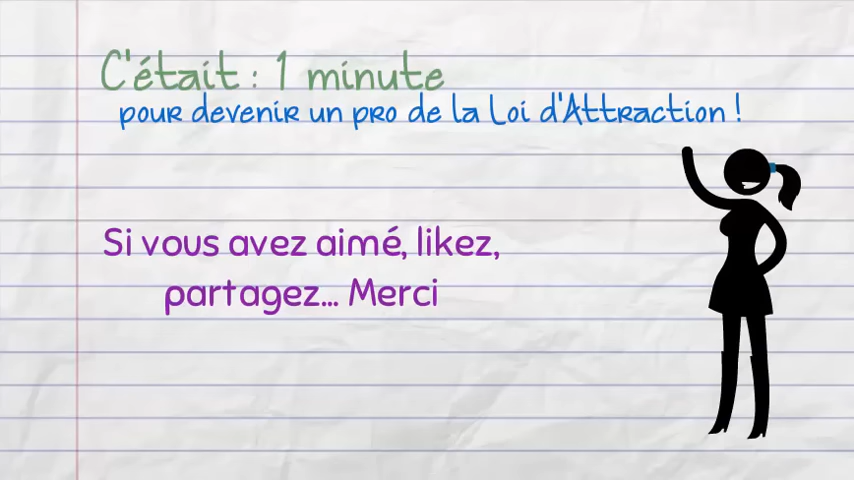 C'était : 1 minute
pour devenir un pro de la Loi d'Attraction !
Si vous avez aimé, likez,
partagez... Merci